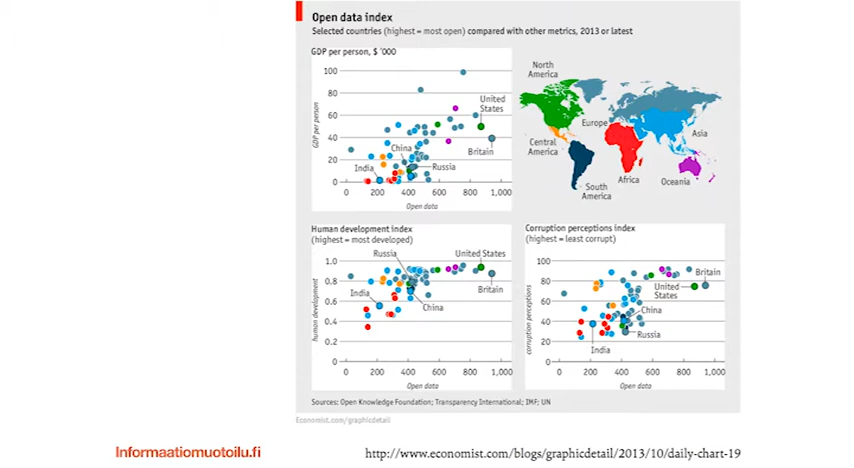 Open data index
Selected countries (highest = most open) compared with other metrics, 2013 or latest
GDP per person, $ '000
100
80
60
40
20
0
GDP per person
United
States
China
Britain
India
Russia
0
200
400
600
800
1,000
Open data
North
America
Europe
Asia
Central
America
South
America
Africa
Oceania
Human development index
(highest = most developed)
1.0
0.8
0.6
0.4
0.2
0
human development
Russia
United States
India
Britain
China
0
200
400
600
800
1,000
Open data
Corruption perceptions index
(highest = least corrupt)
100
80
60
40
20
0
corruption perceptions
Britain
United
States
China
Russia
India
0
200
400
600
800
1,000
Open data
Sources: Open Knowledge Foundation; Transparency International; IMF; UN
Economist.com/graphicdetail
Informaatiomuotoilu.fi
http://www.economist.com/blogs/graphicdetail/2013/10/daily-chart-19